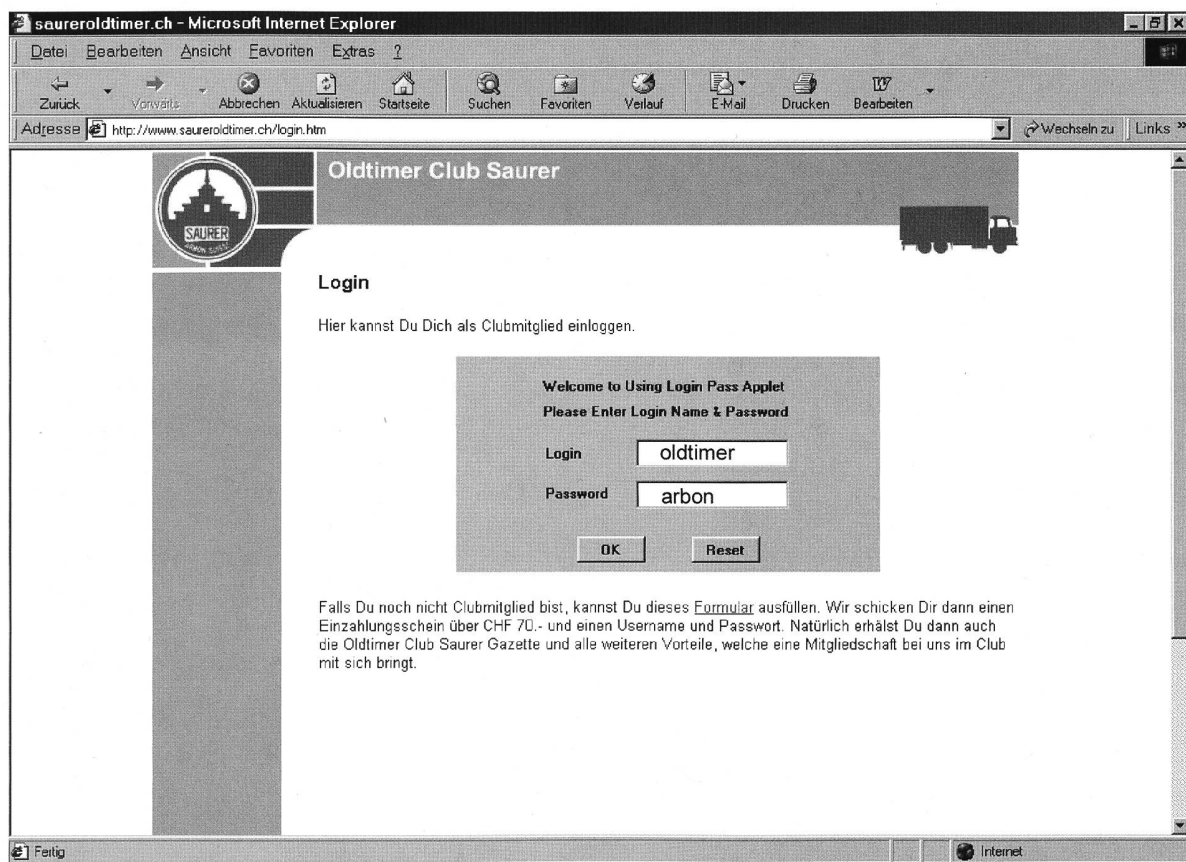 saureroldtimer.ch - Microsoft Internet Explorer
Datei Bearbeiten Ansicht Favoriten Extras ?
Zurück Vorwärts Abbrechen Aktualisieren Startseite Suchen Favoriten Verlauf E-Mail Drucken Bearbeiten
Adresse http://www.saureroldtimer.ch/login.htm Wechseln zu Links »
Oldtimer Club Saurer
SAURER
Login
Hier kannst Du Dich als Clubmitglied einloggen.
Welcome to Using Login Pass Applet
Please Enter Login Name & Password
Login oldtimer
Password arbon
OK Reset
Falls Du noch nicht Clubmitglied bist, kannst Du dieses Formular ausfüllen. Wir schicken Dir dann einen
Einzahlungsschein über CHF 70.- und einen Username und Passwort. Natürlich erhälst Du dann auch
die Oldtimer Club Saurer Gazette und alle weiteren Vorteile, welche eine Mitgliedschaft bei uns im Club
mit sich bringt.
Fertig Internet